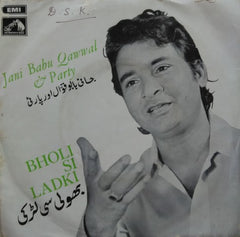 EMI
D. S. K.
Jani Babu Qawwal
& Party
جانی بابو قوال اور پارٹی
BHOLI
SI
LADKI
بھولی سی لڑکی